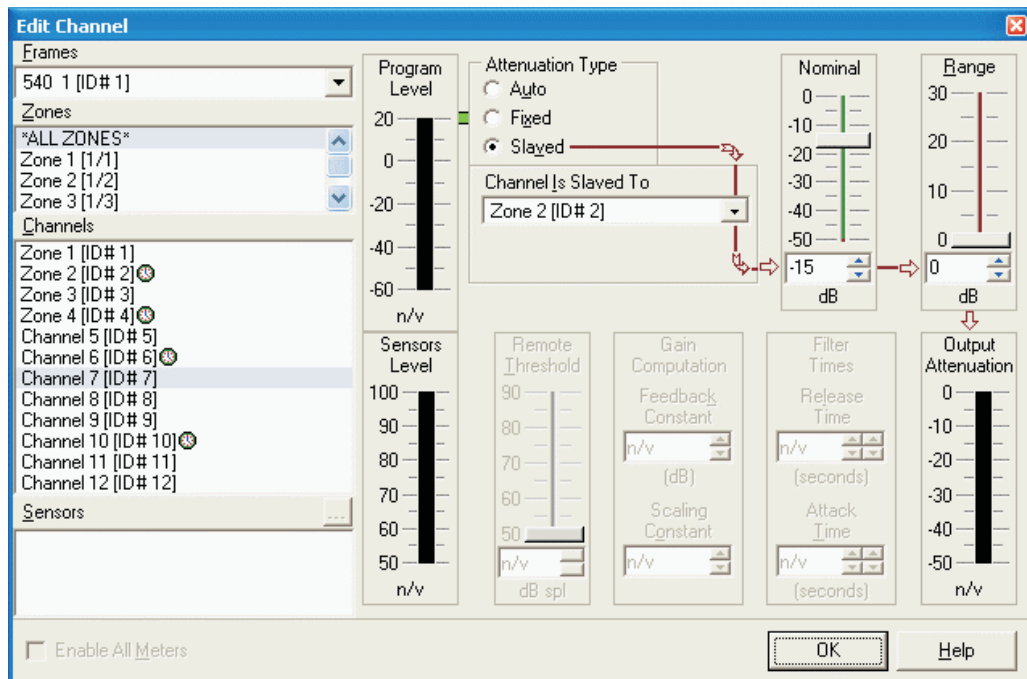 Edit Channel
Frames
540 1 [ID# 1]
Zones
*ALL ZONES*
Zone 1 [1/1]
Zone 2 [1/2]
Zone 3 [1/3]
Channels
Zone 1 [ID# 1]
Zone 2 [ID# 2]
Zone 3 [ID# 3]
Zone 4 [ID# 4]
Channel 5 [ID# 5]
Channel 6 [ID# 6]
Channel 7 [ID# 7]
Channel 8 [ID# 8]
Channel 9 [ID# 9]
Channel 10 [ID# 10]
Channel 11 [ID# 11]
Channel 12 [ID# 12]
Sensors
...
Program
Level
20
0
-20
-40
-60
n/v
Attenuation Type
Auto
Fixed
Slaved
Channel Is Slaved To
Zone 2 [ID# 2]
Nominal
0
-10
-20
-30
-40
-50
-15
dB
Range
30
20
10
0
0
dB
Sensors
Level
100
90
80
70
60
50
n/v
Remote
Threshold
90
80
70
60
50
n/v
dB spl
Gain
Computation
Feedback
Constant
n/v
(dB)
Scaling
Constant
n/v
Filter
Times
Release
Time
n/v
(seconds)
Attack
Time
n/v
(seconds)
Output
Attenuation
0
-10
-20
-30
-40
-50
n/v
Enable All Meters
OK
Help